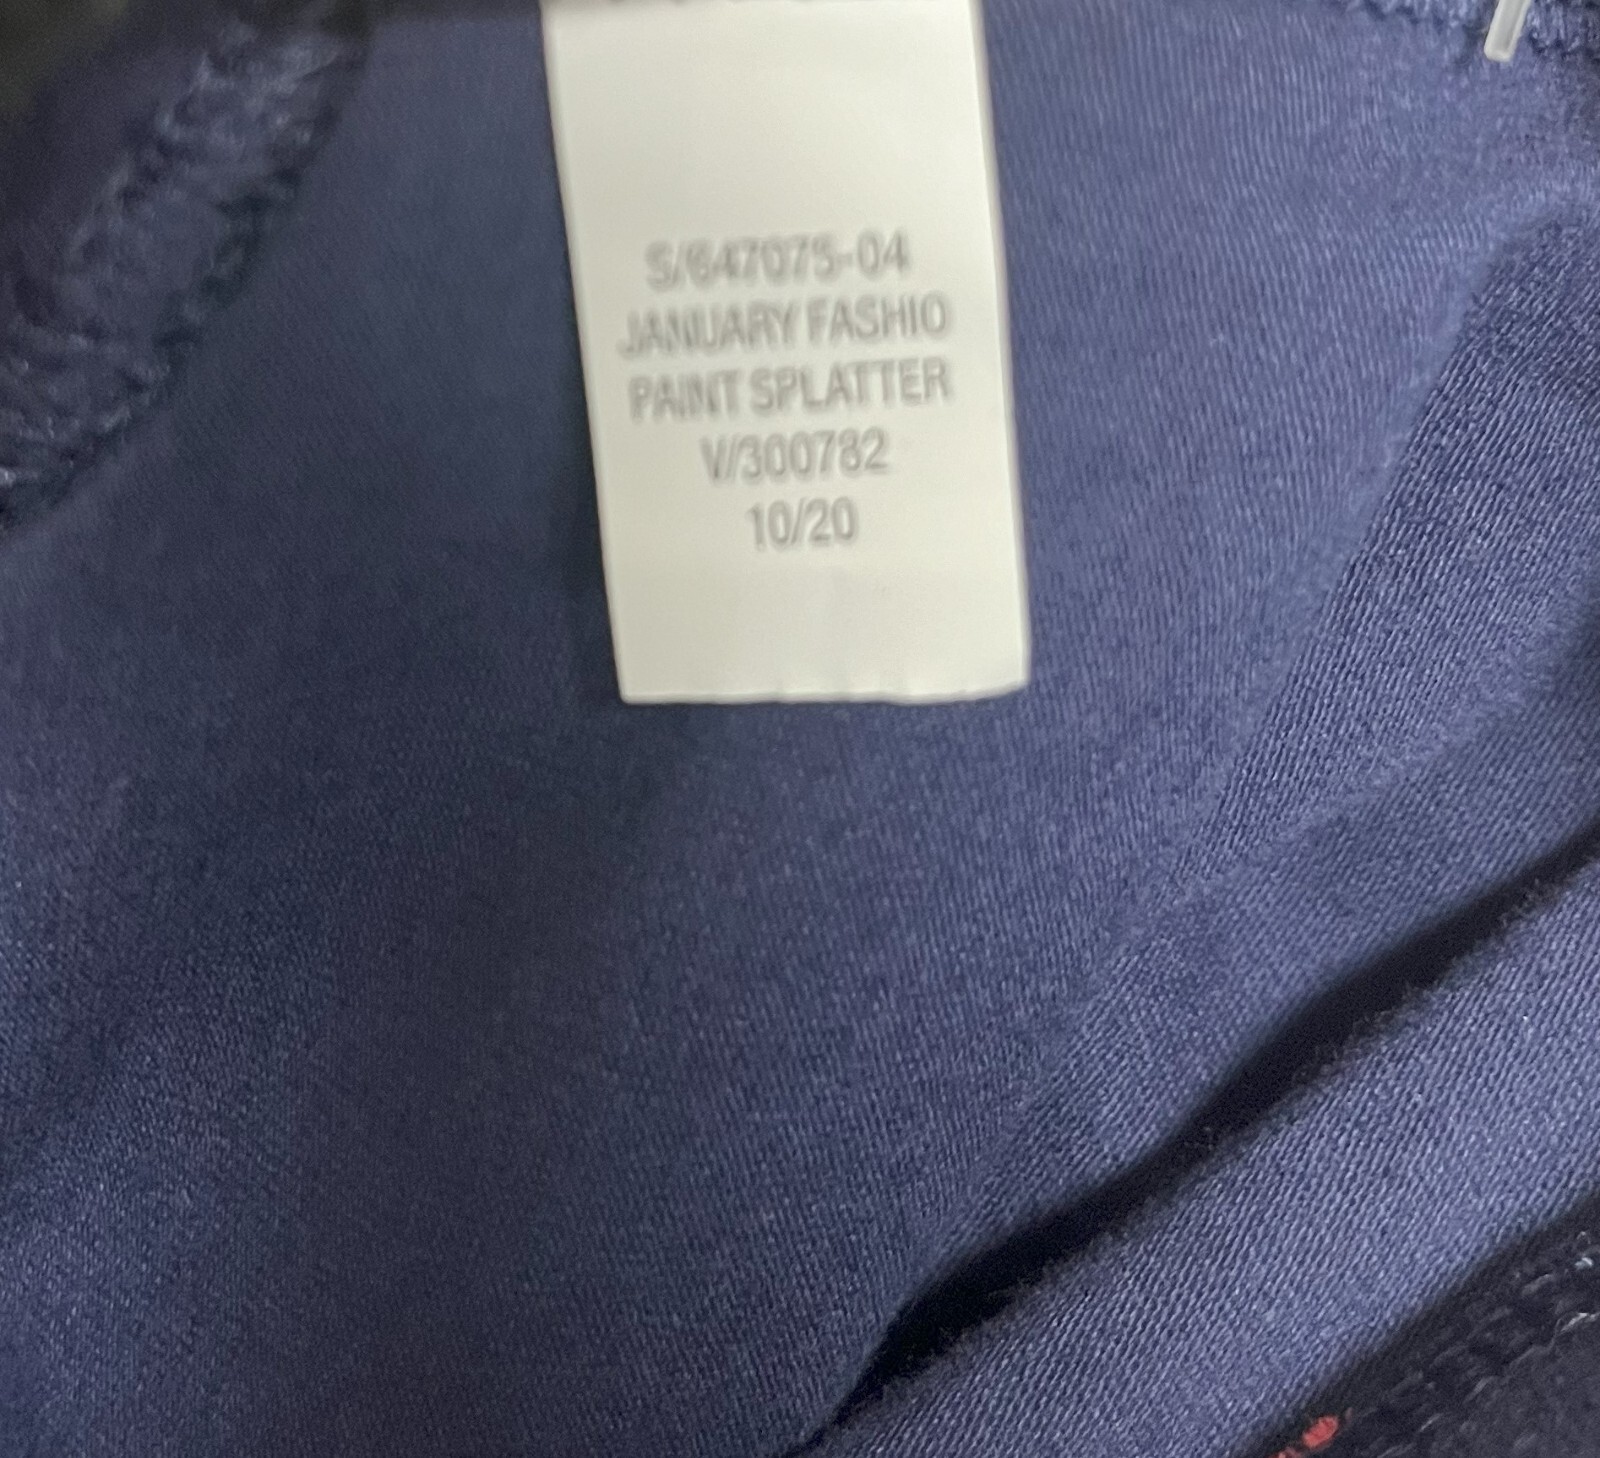 S/647075-04
JANUARY FASHIO
PAINT SPLATTER
V/300782
10/20